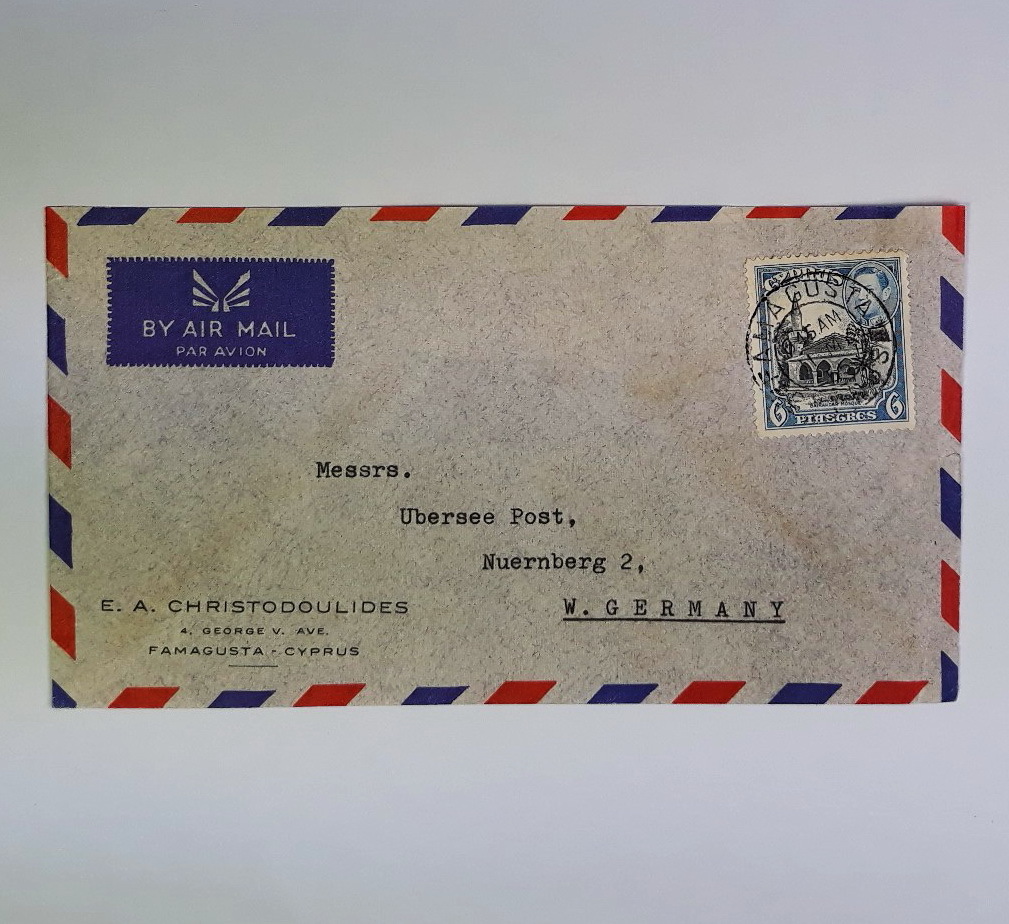 BY AIR MAIL
PAR AVION
FAMAGUSTA
5 AM
6 PIASTRES 6
Messrs.
Ubersee Post,
Nuernberg 2,
W. GERMANY
E. A. CHRISTODOULIDES
4, GEORGE V. AVE.
FAMAGUSTA - CYPRUS